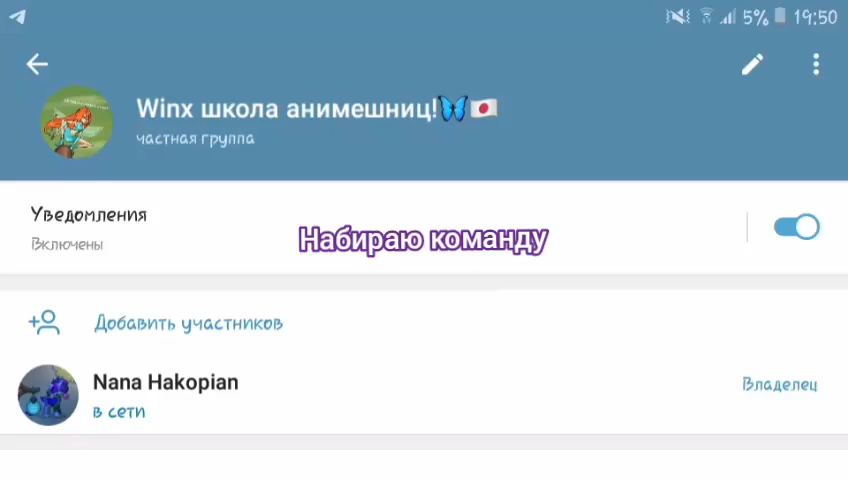 5% 19:50
Winx школа анимешниц!🦋🇯🇵
частная группа
Уведомления
Включены
Набираю команду
Добавить участников
Nana Hakopian
Владелец
в сети